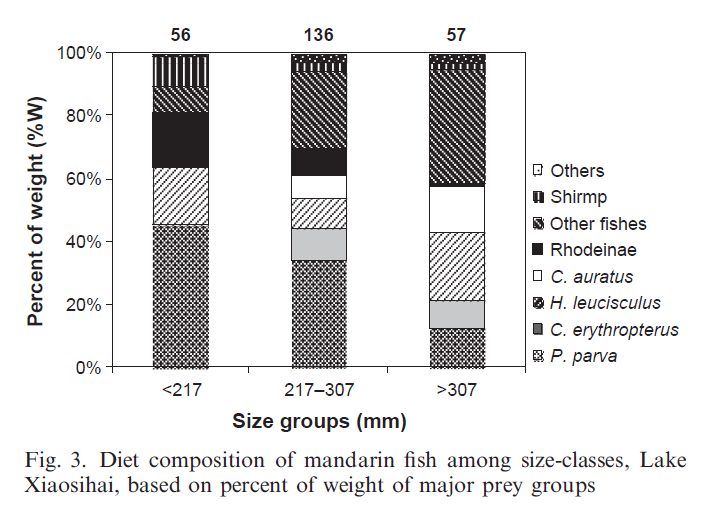 56 136 57
100%
80%
60%
40%
20%
0%
Percent of weight (%W)
<217 217–307 >307
Size groups (mm)
Others
Shirmp
Other fishes
Rhodeinae
C. auratus
H. leucisculus
C. erythropterus
P. parva
Fig. 3. Diet composition of mandarin fish among size-classes, Lake
Xiaosihai, based on percent of weight of major prey groups